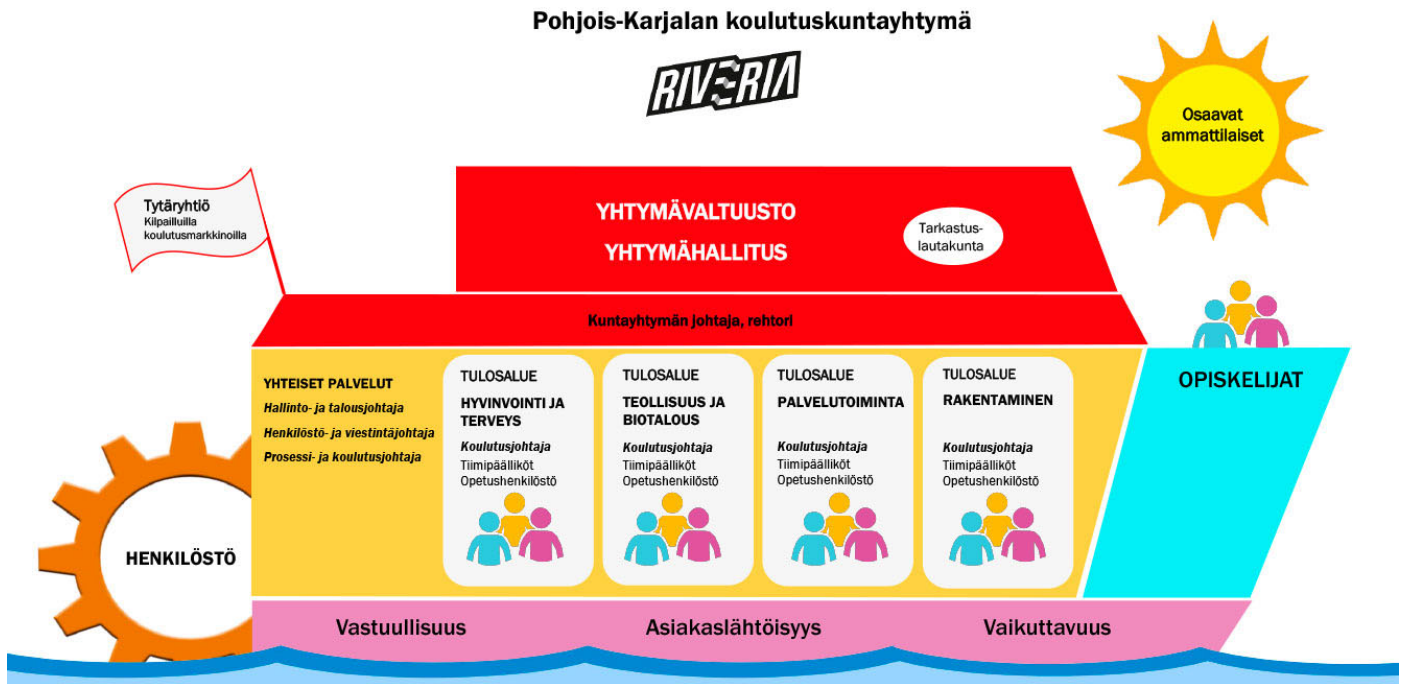 Pohjois-Karjalan koulutuskuntayhtymä
RIVERIA
Osaavat
ammattilaiset
Tytäryhtiö
Kilpailluilla
koulutusmarkkinoilla
YHTYMÄVALTUUSTO
YHTYMÄHALLITUS
Tarkastus-
lautakunta
Kuntayhtymän johtaja, rehtori
YHTEISET PALVELUT
Hallinto- ja talousjohtaja
Henkilöstö- ja viestintäjohtaja
Prosessi- ja koulutusjohtaja
TULOSALUE
HYVINVOINTI JA
TERVEYS
Koulutusjohtaja
Tiimipäälliköt
Opetushenkilöstö
TULOSALUE
TEOLLISUUS JA
BIOTALOUS
Koulutusjohtaja
Tiimipäälliköt
Opetushenkilöstö
TULOSALUE
PALVELUTOIMINTA
Koulutusjohtaja
Tiimipäälliköt
Opetushenkilöstö
TULOSALUE
RAKENTAMINEN
Koulutusjohtaja
Tiimipäälliköt
Opetushenkilöstö
OPISKELIJAT
HENKILÖSTÖ
Vastuullisuus
Asiakaslähtöisyys
Vaikuttavuus